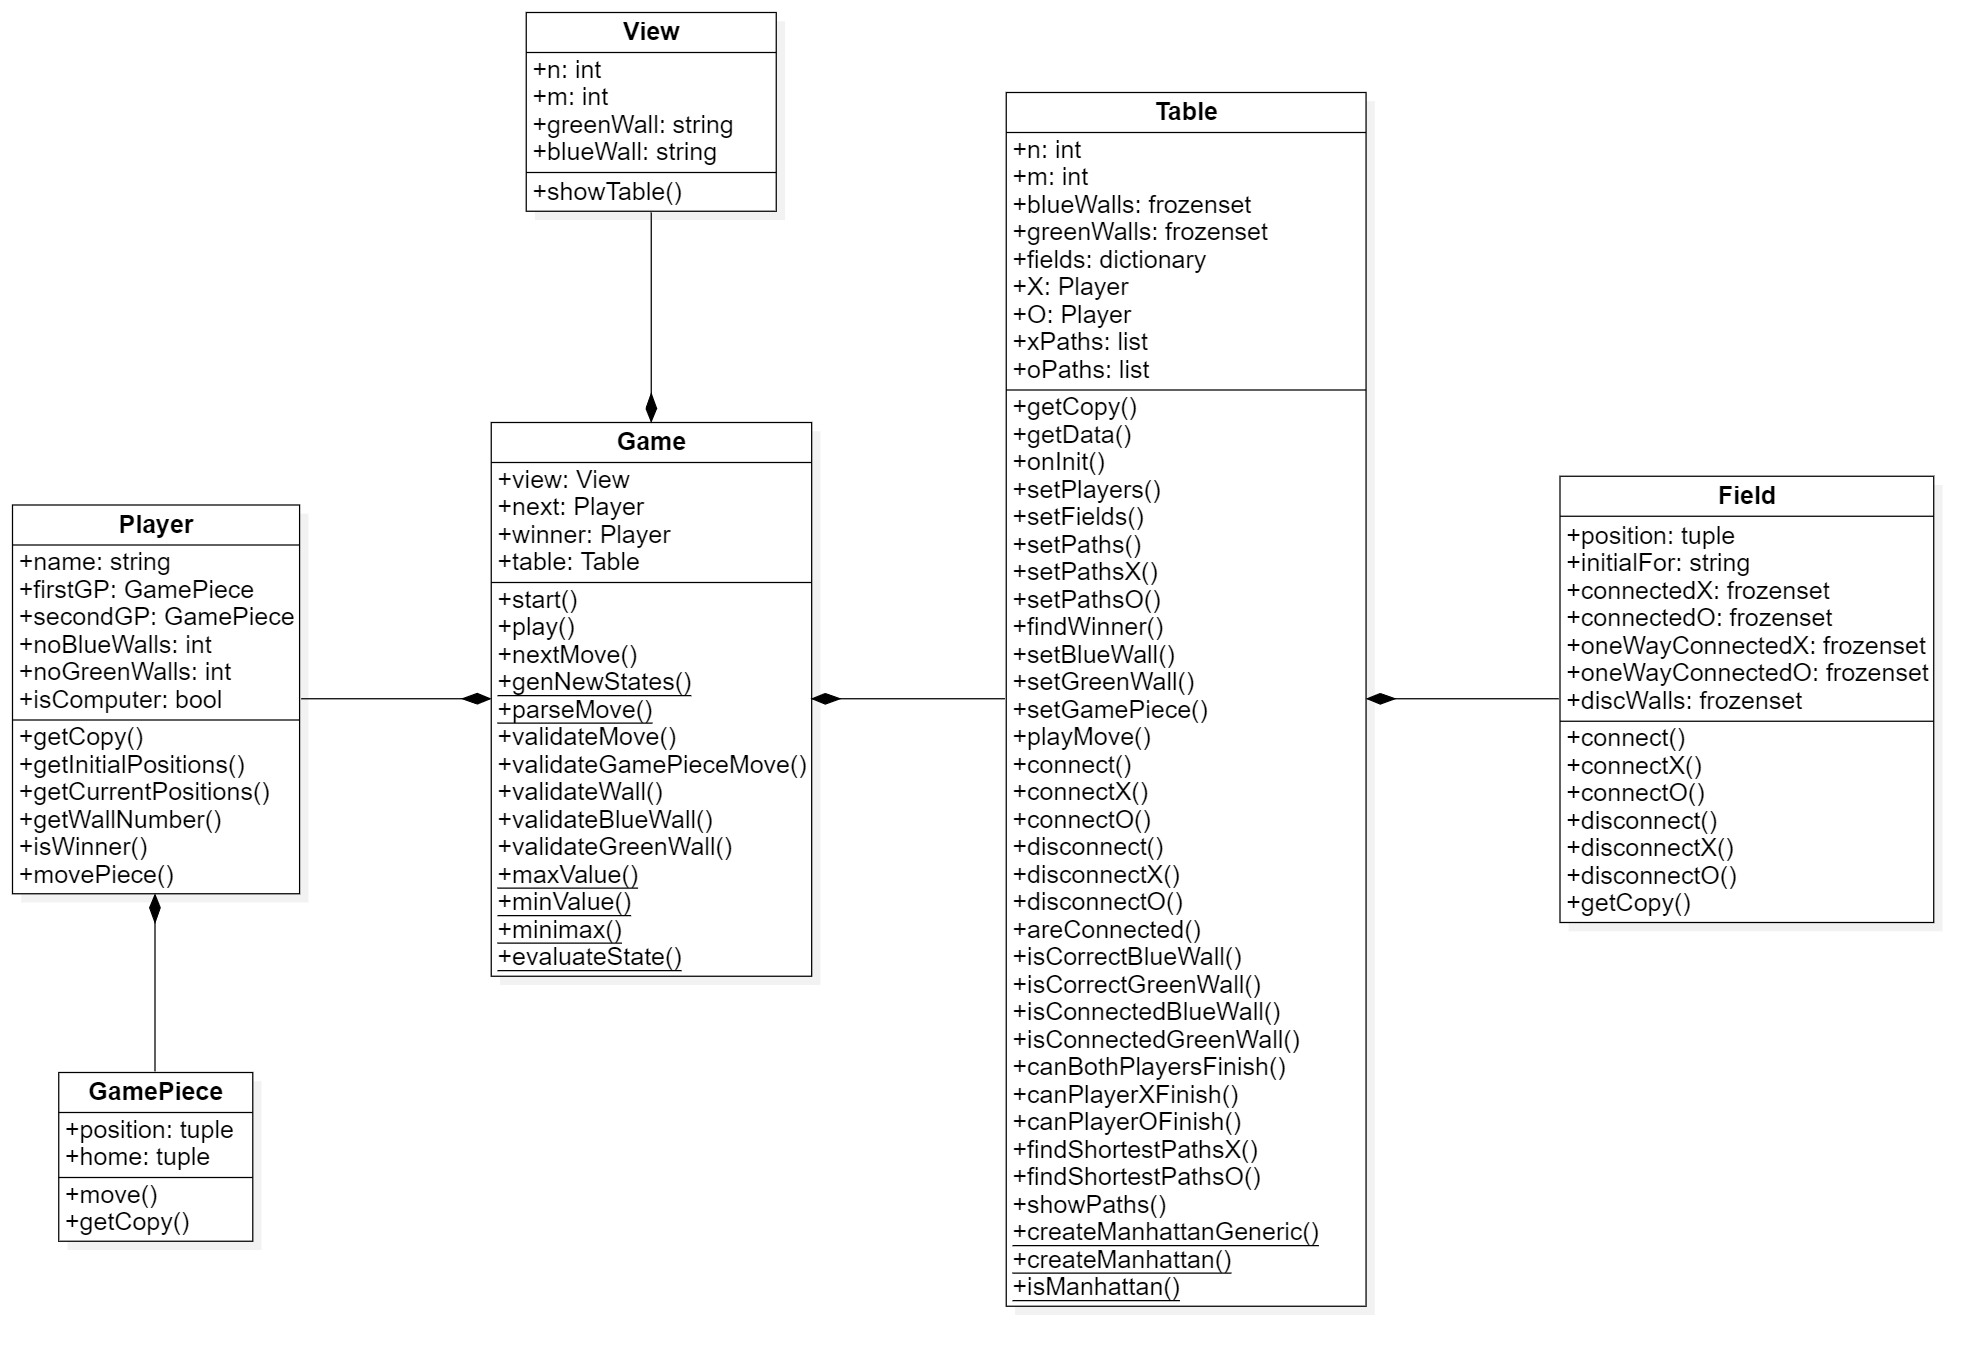 View
+n: int
+m: int
+greenWall: string
+blueWall: string
+showTable()
Table
+n: int
+m: int
+blueWalls: frozenset
+greenWalls: frozenset
+fields: dictionary
+X: Player
+O: Player
+xPaths: list
+oPaths: list
+getCopy()
+getData()
+onInit()
+setPlayers()
+setFields()
+setPaths()
+setPathsX()
+setPathsO()
+findWinner()
+setBlueWall()
+setGreenWall()
+setGamePiece()
+playMove()
+connect()
+connectX()
+connectO()
+disconnect()
+disconnectX()
+disconnectO()
+areConnected()
+isCorrectBlueWall()
+isCorrectGreenWall()
+isConnectedBlueWall()
+isConnectedGreenWall()
+canBothPlayersFinish()
+canPlayerXFinish()
+canPlayerOFinish()
+findShortestPathsX()
+findShortestPathsO()
+showPaths()
+createManhattanGeneric()
+createManhattan()
+isManhattan()
Game
+view: View
+next: Player
+winner: Player
+table: Table
+start()
+play()
+nextMove()
+genNewStates()
+parseMove()
+validateMove()
+validateGamePieceMove()
+validateWall()
+validateBlueWall()
+validateGreenWall()
+maxValue()
+minValue()
+minimax()
+evaluateState()
Field
+position: tuple
+initialFor: string
+connectedX: frozenset
+connectedO: frozenset
+oneWayConnectedX: frozenset
+oneWayConnectedO: frozenset
+discWalls: frozenset
+connect()
+connectX()
+connectO()
+disconnect()
+disconnectX()
+disconnectO()
+getCopy()
Player
+name: string
+firstGP: GamePiece
+secondGP: GamePiece
+noBlueWalls: int
+noGreenWalls: int
+isComputer: bool
+getCopy()
+getInitialPositions()
+getCurrentPositions()
+getWallNumber()
+isWinner()
+movePiece()
GamePiece
+position: tuple
+home: tuple
+move()
+getCopy()